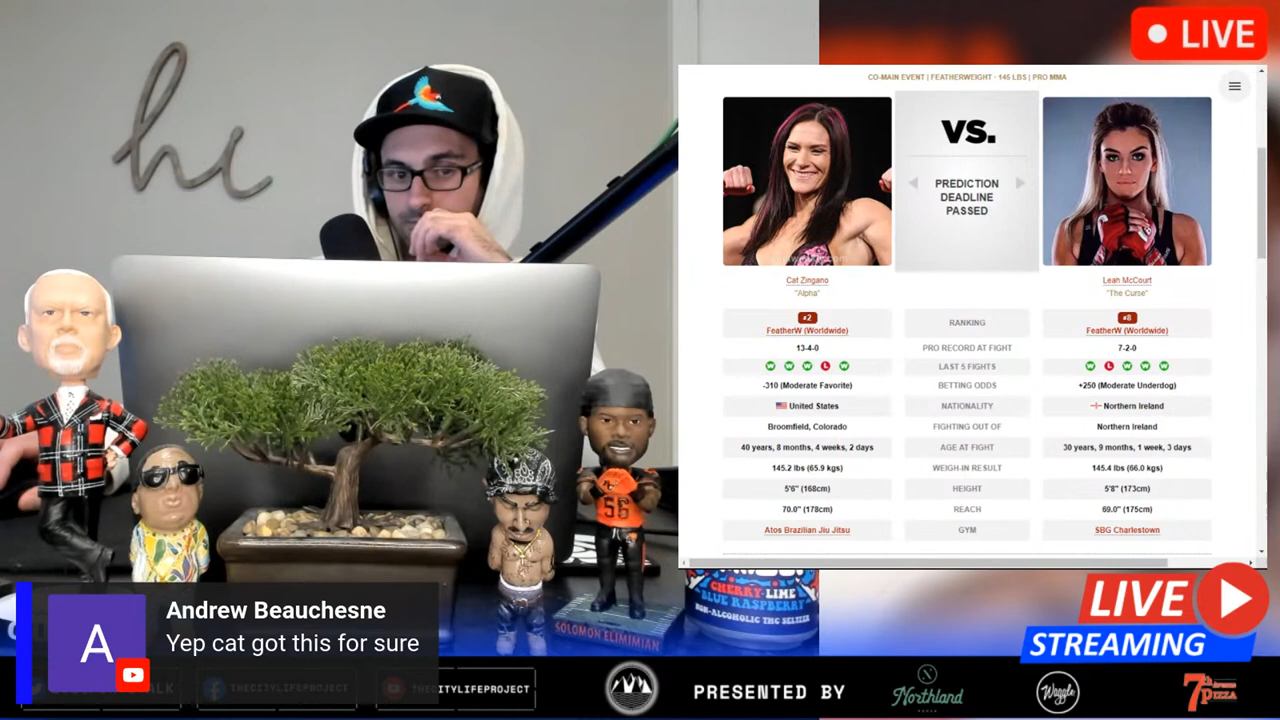 hi
LIVE
CO-MAIN EVENT | FEATHERWEIGHT · 145 LBS | PRO MMA
VS.
PREDICTION
DEADLINE
PASSED
Cat Zingano
"Alpha"
Leah McCourt
"The Curse"
#2
FeatherW (Worldwide)
RANKING
#8
FeatherW (Worldwide)
13-4-0
PRO RECORD AT FIGHT
7-2-0
W W W L W
LAST 5 FIGHTS
W L W W W
-310 (Moderate Favorite)
BETTING ODDS
+250 (Moderate Underdog)
United States
NATIONALITY
Northern Ireland
Broomfield, Colorado
FIGHTING OUT OF
Northern Ireland
40 years, 8 months, 4 weeks, 2 days
AGE AT FIGHT
30 years, 9 months, 1 week, 3 days
145.2 lbs (65.9 kgs)
WEIGH-IN RESULT
145.4 lbs (66.0 kgs)
5'6" (168cm)
HEIGHT
5'8" (173cm)
70.0" (178cm)
REACH
69.0" (175cm)
Atos Brazilian Jiu Jitsu
GYM
SBG Charlestown
56
SOLOMON ELIMIMIAN
CHERRY-LIME
BLUE RASPBERRY
NON-ALCOHOLIC THC SELTZER
A
Andrew Beauchesne
Yep cat got this for sure
LIVE
STREAMING
THECITYLIFEPROJECT
THECITYLIFEPROJECT
PRESENTED BY
Northland
Waggle
7th Avenue
PIZZA